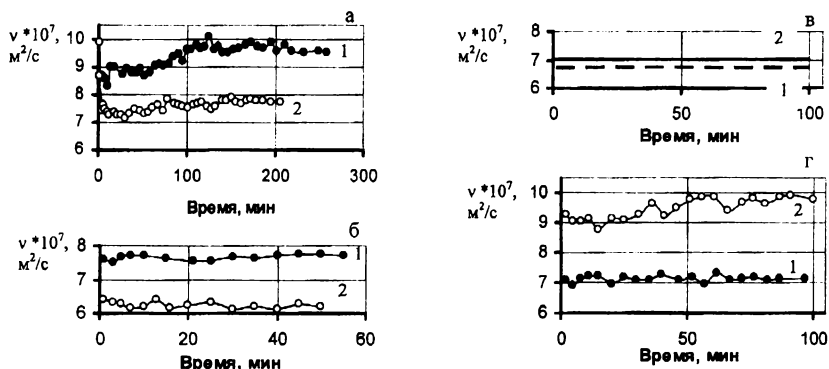 а
ν *10⁷,
м²/с
10
9
8
7
6
1
2
0 100 200 300
Время, мин
б
ν *10⁷,
м²/с
8
7
6
1
2
0 20 40 60
Время, мин
в
ν *10⁷,
м²/с
8
7
6
2
1
0 50 100
Время, мин
г
ν *10⁷,
м²/с
10
9
8
7
6
2
1
0 50 100
Время, мин